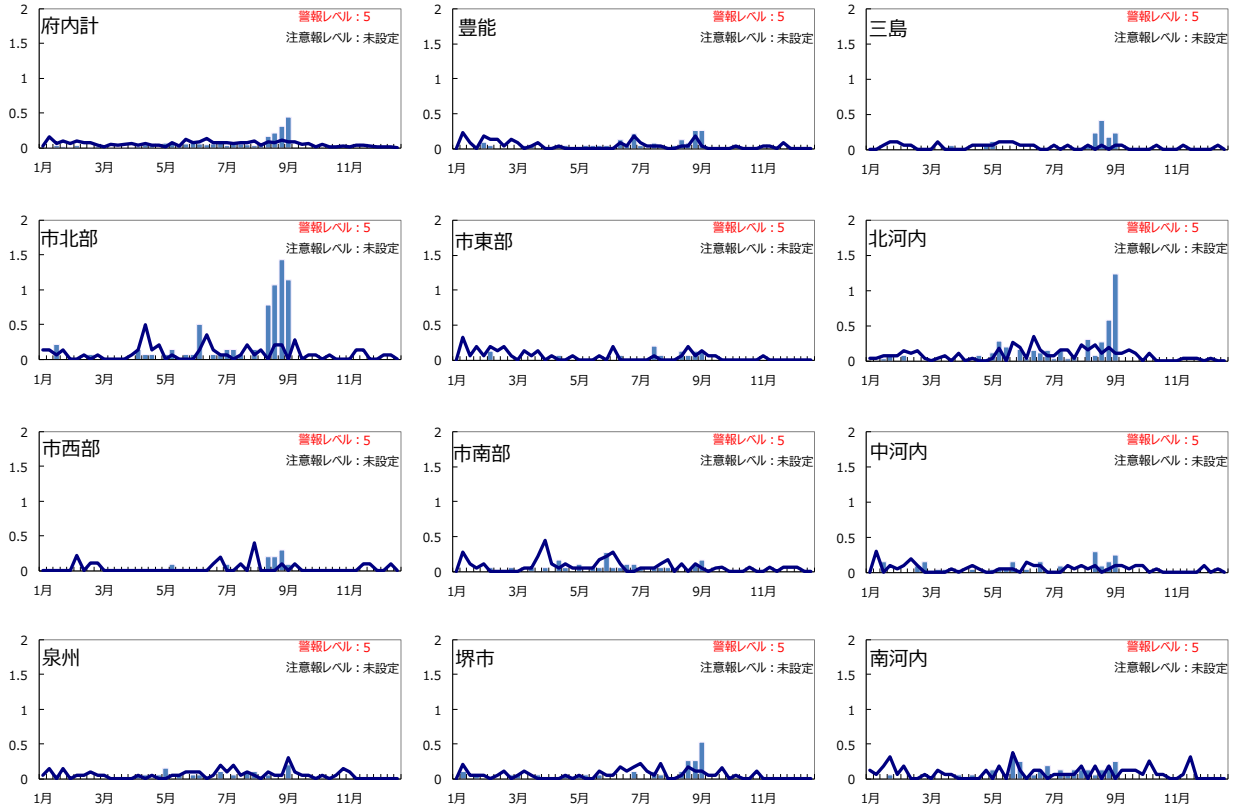 府内計
警報レベル：5
注意報レベル：未設定
2
1.5
1
0.5
0
1月 3月 5月 7月 9月 11月
豊能
警報レベル：5
注意報レベル：未設定
2
1.5
1
0.5
0
1月 3月 5月 7月 9月 11月
三島
警報レベル：5
注意報レベル：未設定
2
1.5
1
0.5
0
1月 3月 5月 7月 9月 11月
市北部
警報レベル：5
注意報レベル：未設定
2
1.5
1
0.5
0
1月 3月 5月 7月 9月 11月
市東部
警報レベル：5
注意報レベル：未設定
2
1.5
1
0.5
0
1月 3月 5月 7月 9月 11月
北河内
警報レベル：5
注意報レベル：未設定
2
1.5
1
0.5
0
1月 3月 5月 7月 9月 11月
市西部
警報レベル：5
注意報レベル：未設定
2
1.5
1
0.5
0
1月 3月 5月 7月 9月 11月
市南部
警報レベル：5
注意報レベル：未設定
2
1.5
1
0.5
0
1月 3月 5月 7月 9月 11月
中河内
警報レベル：5
注意報レベル：未設定
2
1.5
1
0.5
0
1月 3月 5月 7月 9月 11月
泉州
警報レベル：5
注意報レベル：未設定
2
1.5
1
0.5
0
1月 3月 5月 7月 9月 11月
堺市
警報レベル：5
注意報レベル：未設定
2
1.5
1
0.5
0
1月 3月 5月 7月 9月 11月
南河内
警報レベル：5
注意報レベル：未設定
2
1.5
1
0.5
0
1月 3月 5月 7月 9月 11月